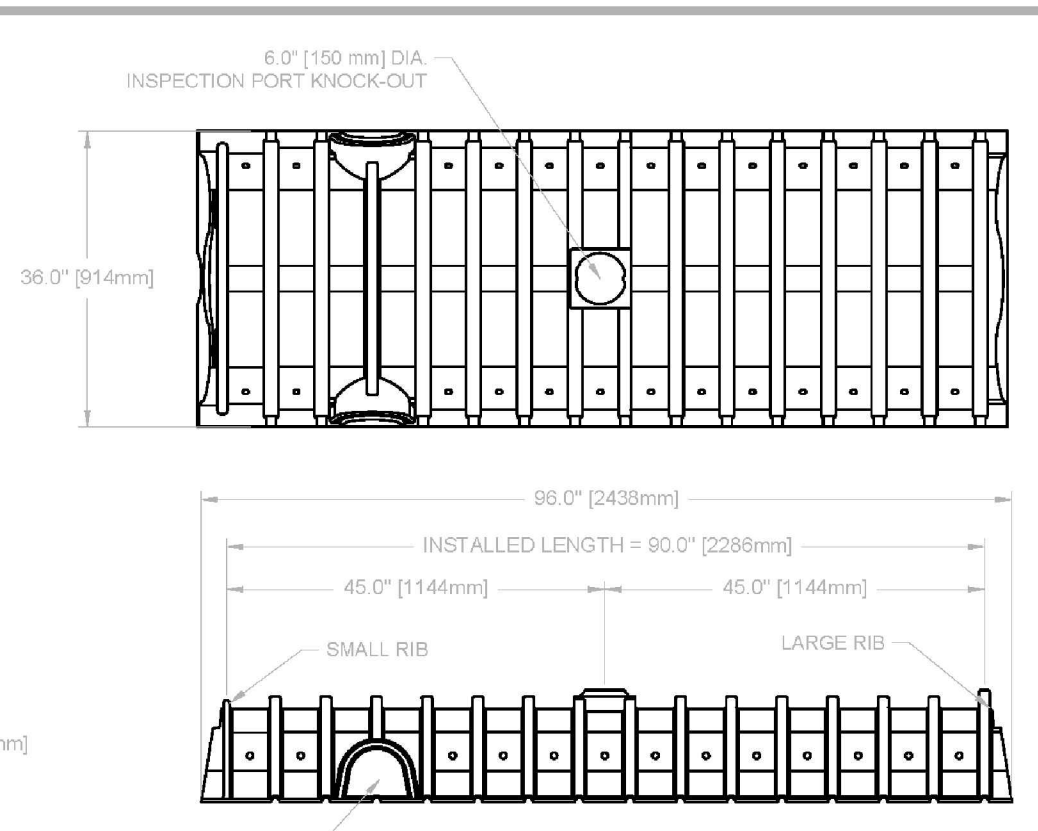 6.0" [150 mm] DIA.
INSPECTION PORT KNOCK-OUT
36.0" [914mm]
96.0" [2438mm]
INSTALLED LENGTH = 90.0" [2286mm]
45.0" [1144mm]
45.0" [1144mm]
SMALL RIB
LARGE RIB